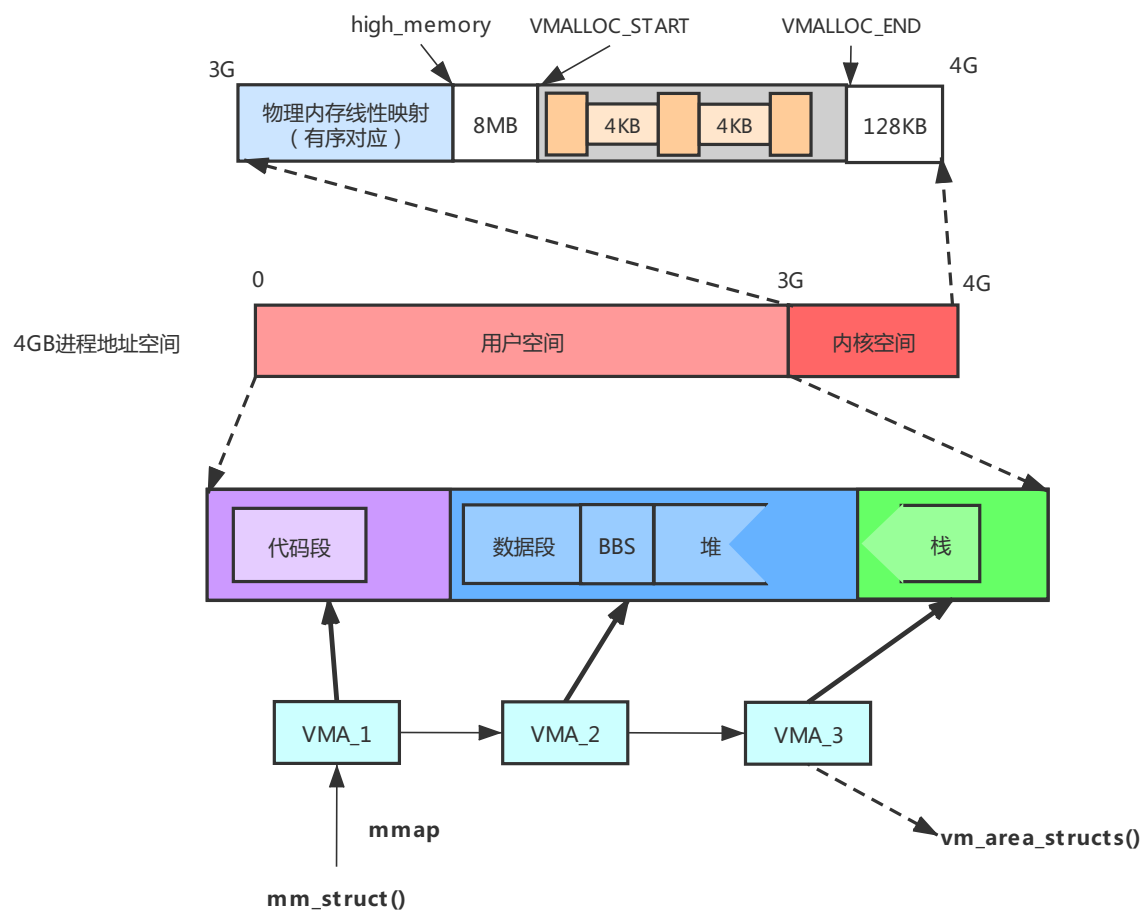 high_memory
VMALLOC_START
VMALLOC_END
3G
4G
物理内存线性映射
（有序对应）
8MB
4KB
4KB
128KB
0
3G
4G
4GB进程地址空间
用户空间
内核空间
代码段
数据段
BBS
堆
栈
VMA_1
VMA_2
VMA_3
mmap
vm_area_structs()
mm_struct()